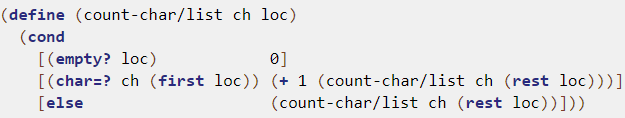 (define (count-char/list ch loc)
  (cond
    [(empty? loc)             0]
    [(char=? ch (first loc)) (+ 1 (count-char/list ch (rest loc)))]
    [else                     (count-char/list ch (rest loc))]))